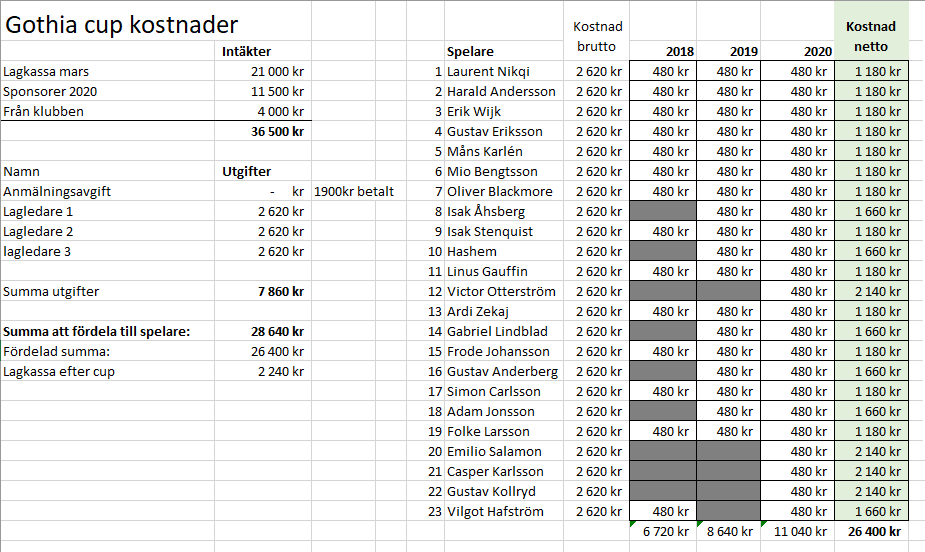 Gothia cup kostnader
Kostnad brutto
Kostnad netto
Intäkter Spelare 2018 2019 2020
Lagkassa mars 21 000 kr 1 Laurent Nikqi 2 620 kr 480 kr 480 kr 480 kr 1 180 kr
Sponsorer 2020 11 500 kr 2 Harald Andersson 2 620 kr 480 kr 480 kr 480 kr 1 180 kr
Från klubben 4 000 kr 3 Erik Wijk 2 620 kr 480 kr 480 kr 480 kr 1 180 kr
36 500 kr 4 Gustav Eriksson 2 620 kr 480 kr 480 kr 480 kr 1 180 kr
5 Måns Karlén 2 620 kr 480 kr 480 kr 480 kr 1 180 kr
Namn Utgifter 6 Mio Bengtsson 2 620 kr 480 kr 480 kr 480 kr 1 180 kr
Anmälningsavgift - kr 1900kr betalt 7 Oliver Blackmore 2 620 kr 480 kr 480 kr 480 kr 1 180 kr
Lagledare 1 2 620 kr 8 Isak Åhsberg 2 620 kr 480 kr 480 kr 1 660 kr
Lagledare 2 2 620 kr 9 Isak Stenquist 2 620 kr 480 kr 480 kr 480 kr 1 180 kr
lagledare 3 2 620 kr 10 Hashem 2 620 kr 480 kr 480 kr 1 660 kr
11 Linus Gauffin 2 620 kr 480 kr 480 kr 480 kr 1 180 kr
Summa utgifter 7 860 kr 12 Victor Otterström 2 620 kr 480 kr 2 140 kr
13 Ardi Zekaj 2 620 kr 480 kr 480 kr 480 kr 1 180 kr
Summa att fördela till spelare: 28 640 kr 14 Gabriel Lindblad 2 620 kr 480 kr 480 kr 1 660 kr
Fördelad summa: 26 400 kr 15 Frode Johansson 2 620 kr 480 kr 480 kr 480 kr 1 180 kr
Lagkassa efter cup 2 240 kr 16 Gustav Anderberg 2 620 kr 480 kr 480 kr 1 660 kr
17 Simon Carlsson 2 620 kr 480 kr 480 kr 480 kr 1 180 kr
18 Adam Jonsson 2 620 kr 480 kr 480 kr 1 660 kr
19 Folke Larsson 2 620 kr 480 kr 480 kr 480 kr 1 180 kr
20 Emilio Salamon 2 620 kr 480 kr 2 140 kr
21 Casper Karlsson 2 620 kr 480 kr 2 140 kr
22 Gustav Kollryd 2 620 kr 480 kr 2 140 kr
23 Vilgot Hafström 2 620 kr 480 kr 480 kr 1 660 kr
6 720 kr 8 640 kr 11 040 kr 26 400 kr